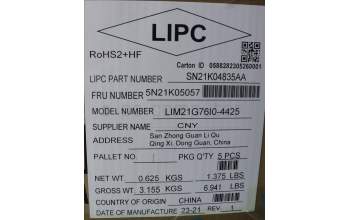 LIPC
RoHS2+HF
Carton ID 0588282305260001
LIPC PART NUMBER SN21K04835AA
FRU NUMBER 5N21K05057
MODEL NUMBER LIM21G76I0-4425
SUPPLIER NAME CNY
ADDRESS San Zhong Guan Li Qu
Qing Xi, Dong Guan, China
PALLET NO. PKG Q'TY 5 PCS
NET WT. 0.625 KGS 1.375 LBS
GROSS WT. 3.155 KGS 6.941 LBS
COUNTRY OF ORIGIN CHINA
DATE OF MANUFACTURE 23-21 REV. 1